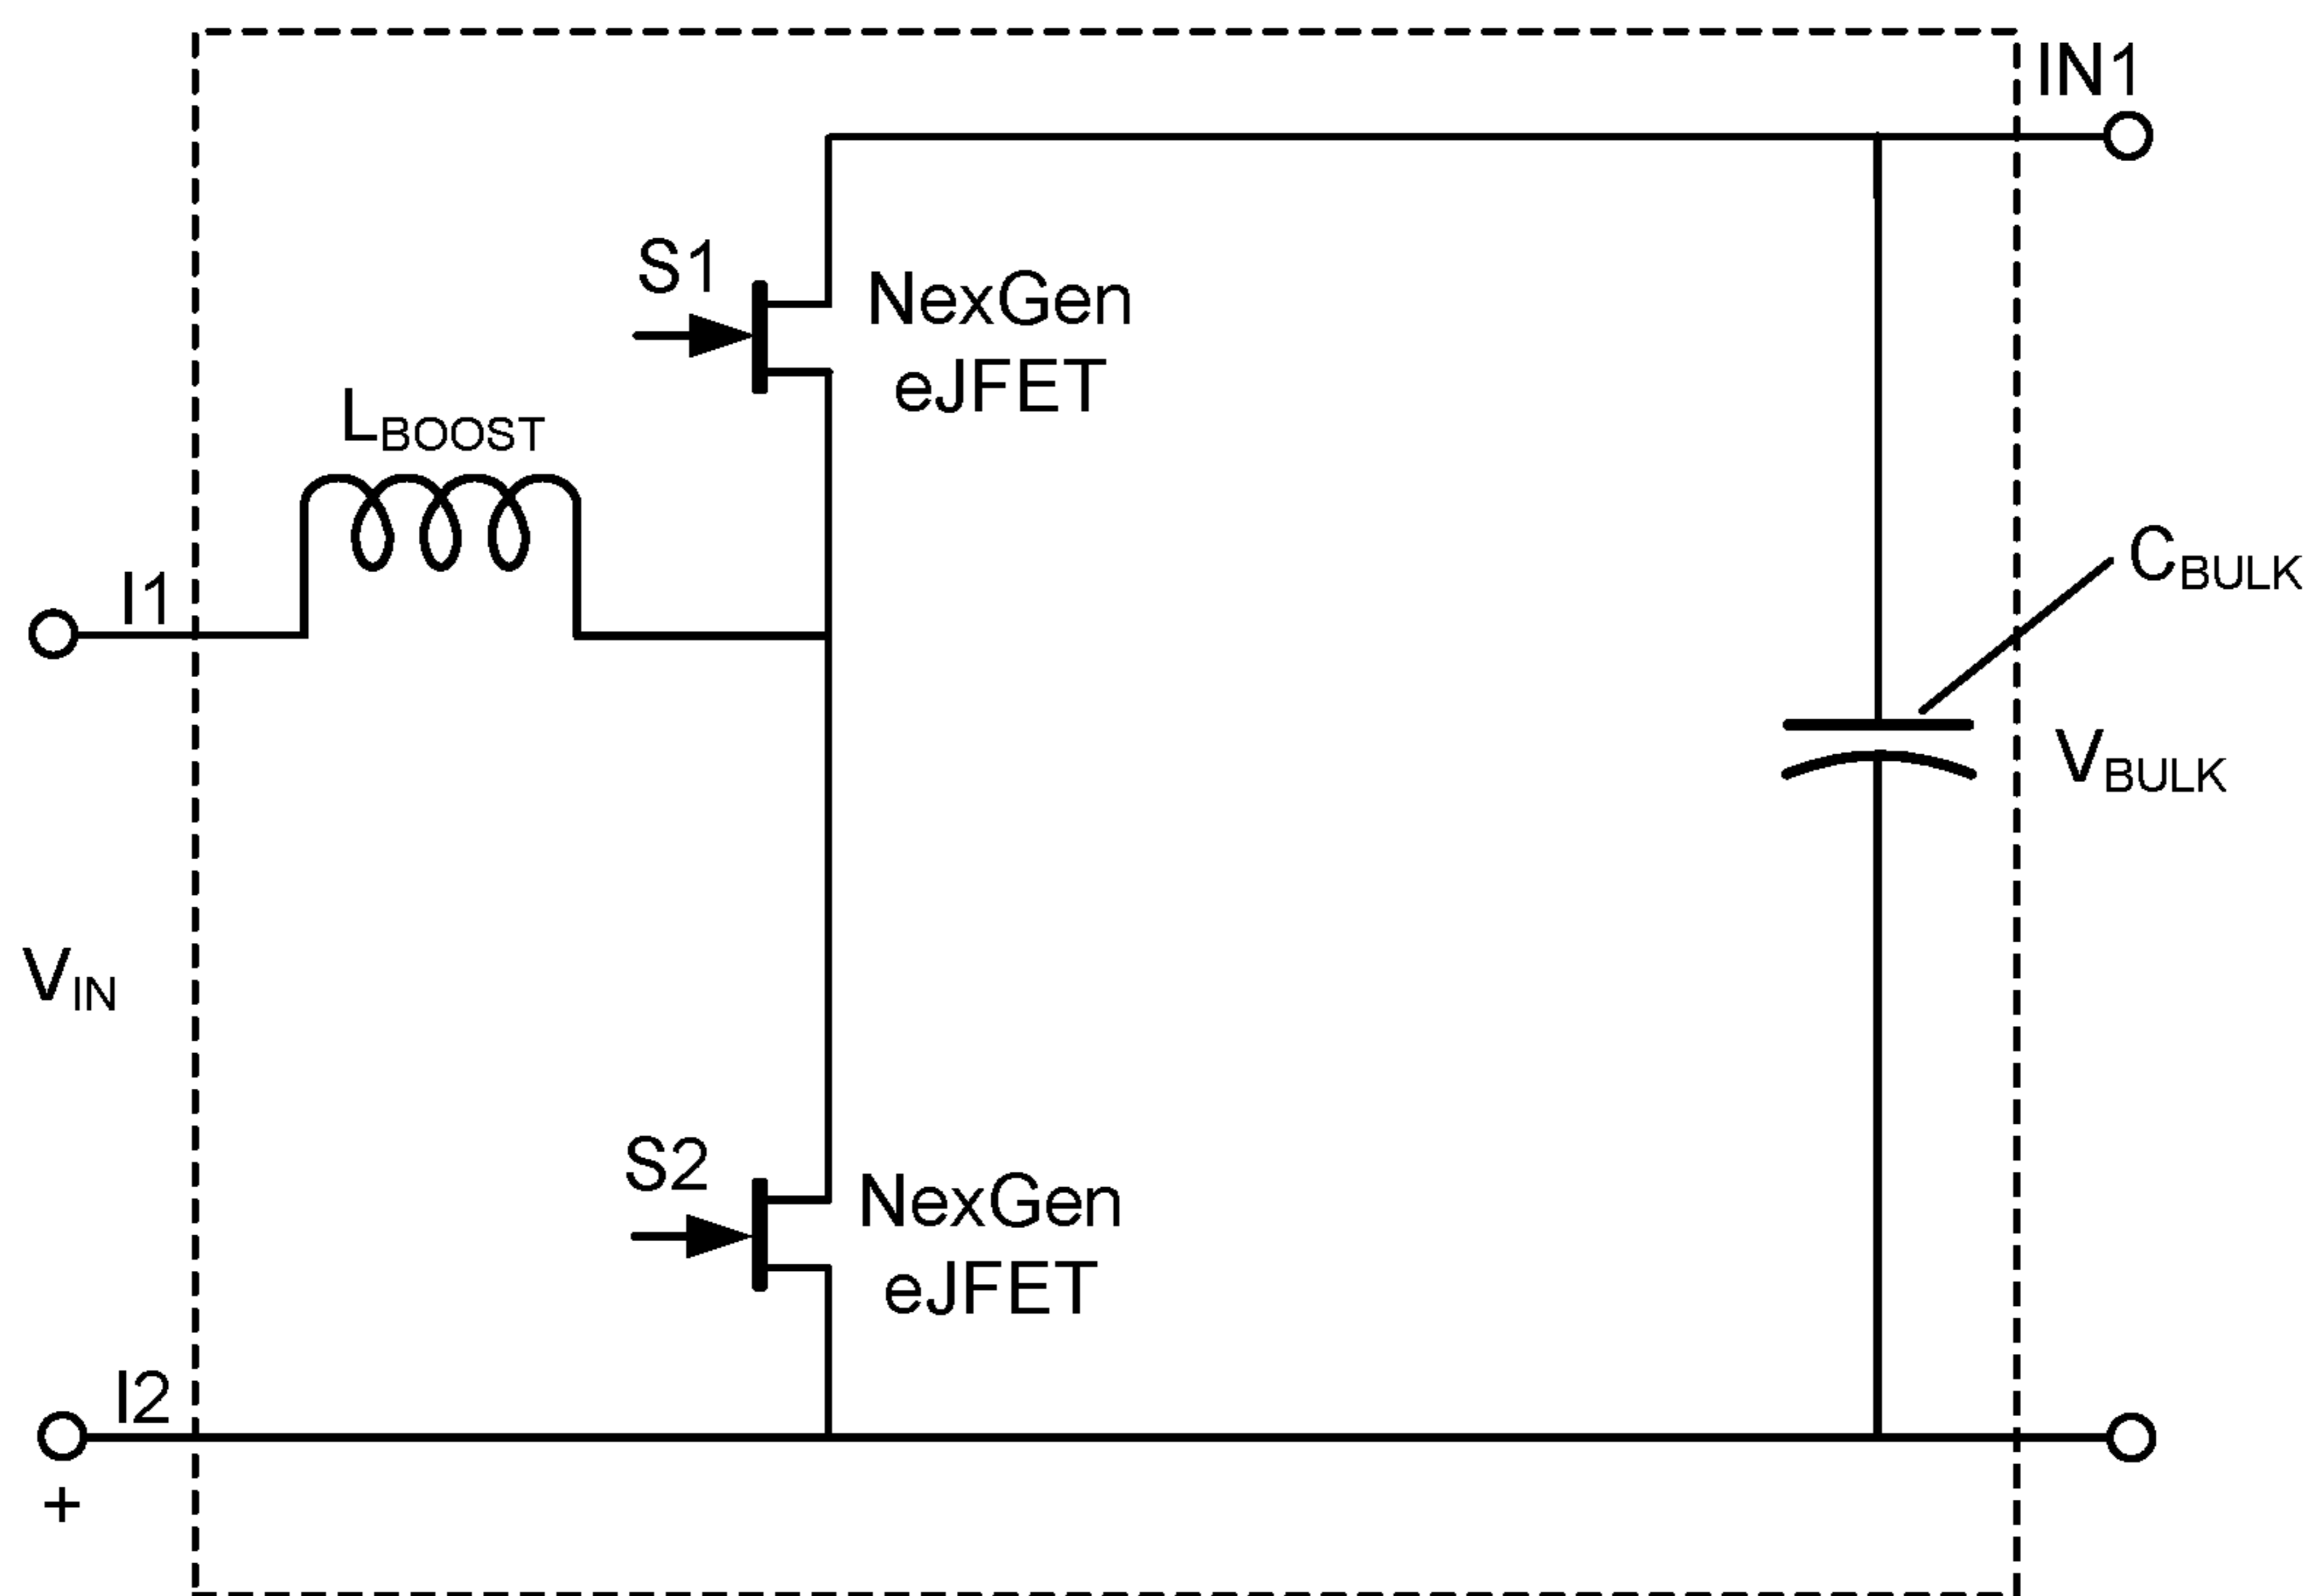 IN1
S1
NexGen
eJFET
LBOOST
CBULK
I1
VBULK
VIN
S2
NexGen
eJFET
I2
+